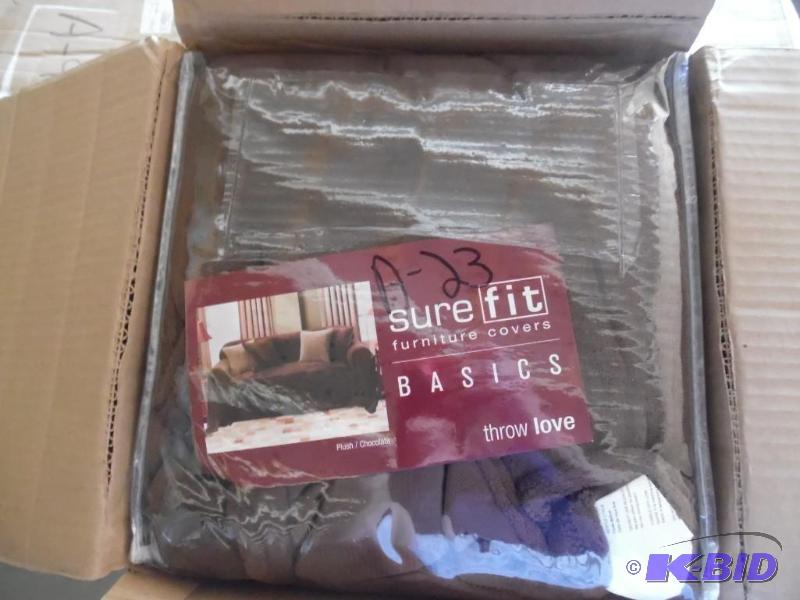 A-23
sure fit
furniture covers
BASICS
throw love
Plush / Chocolate
© K-BID